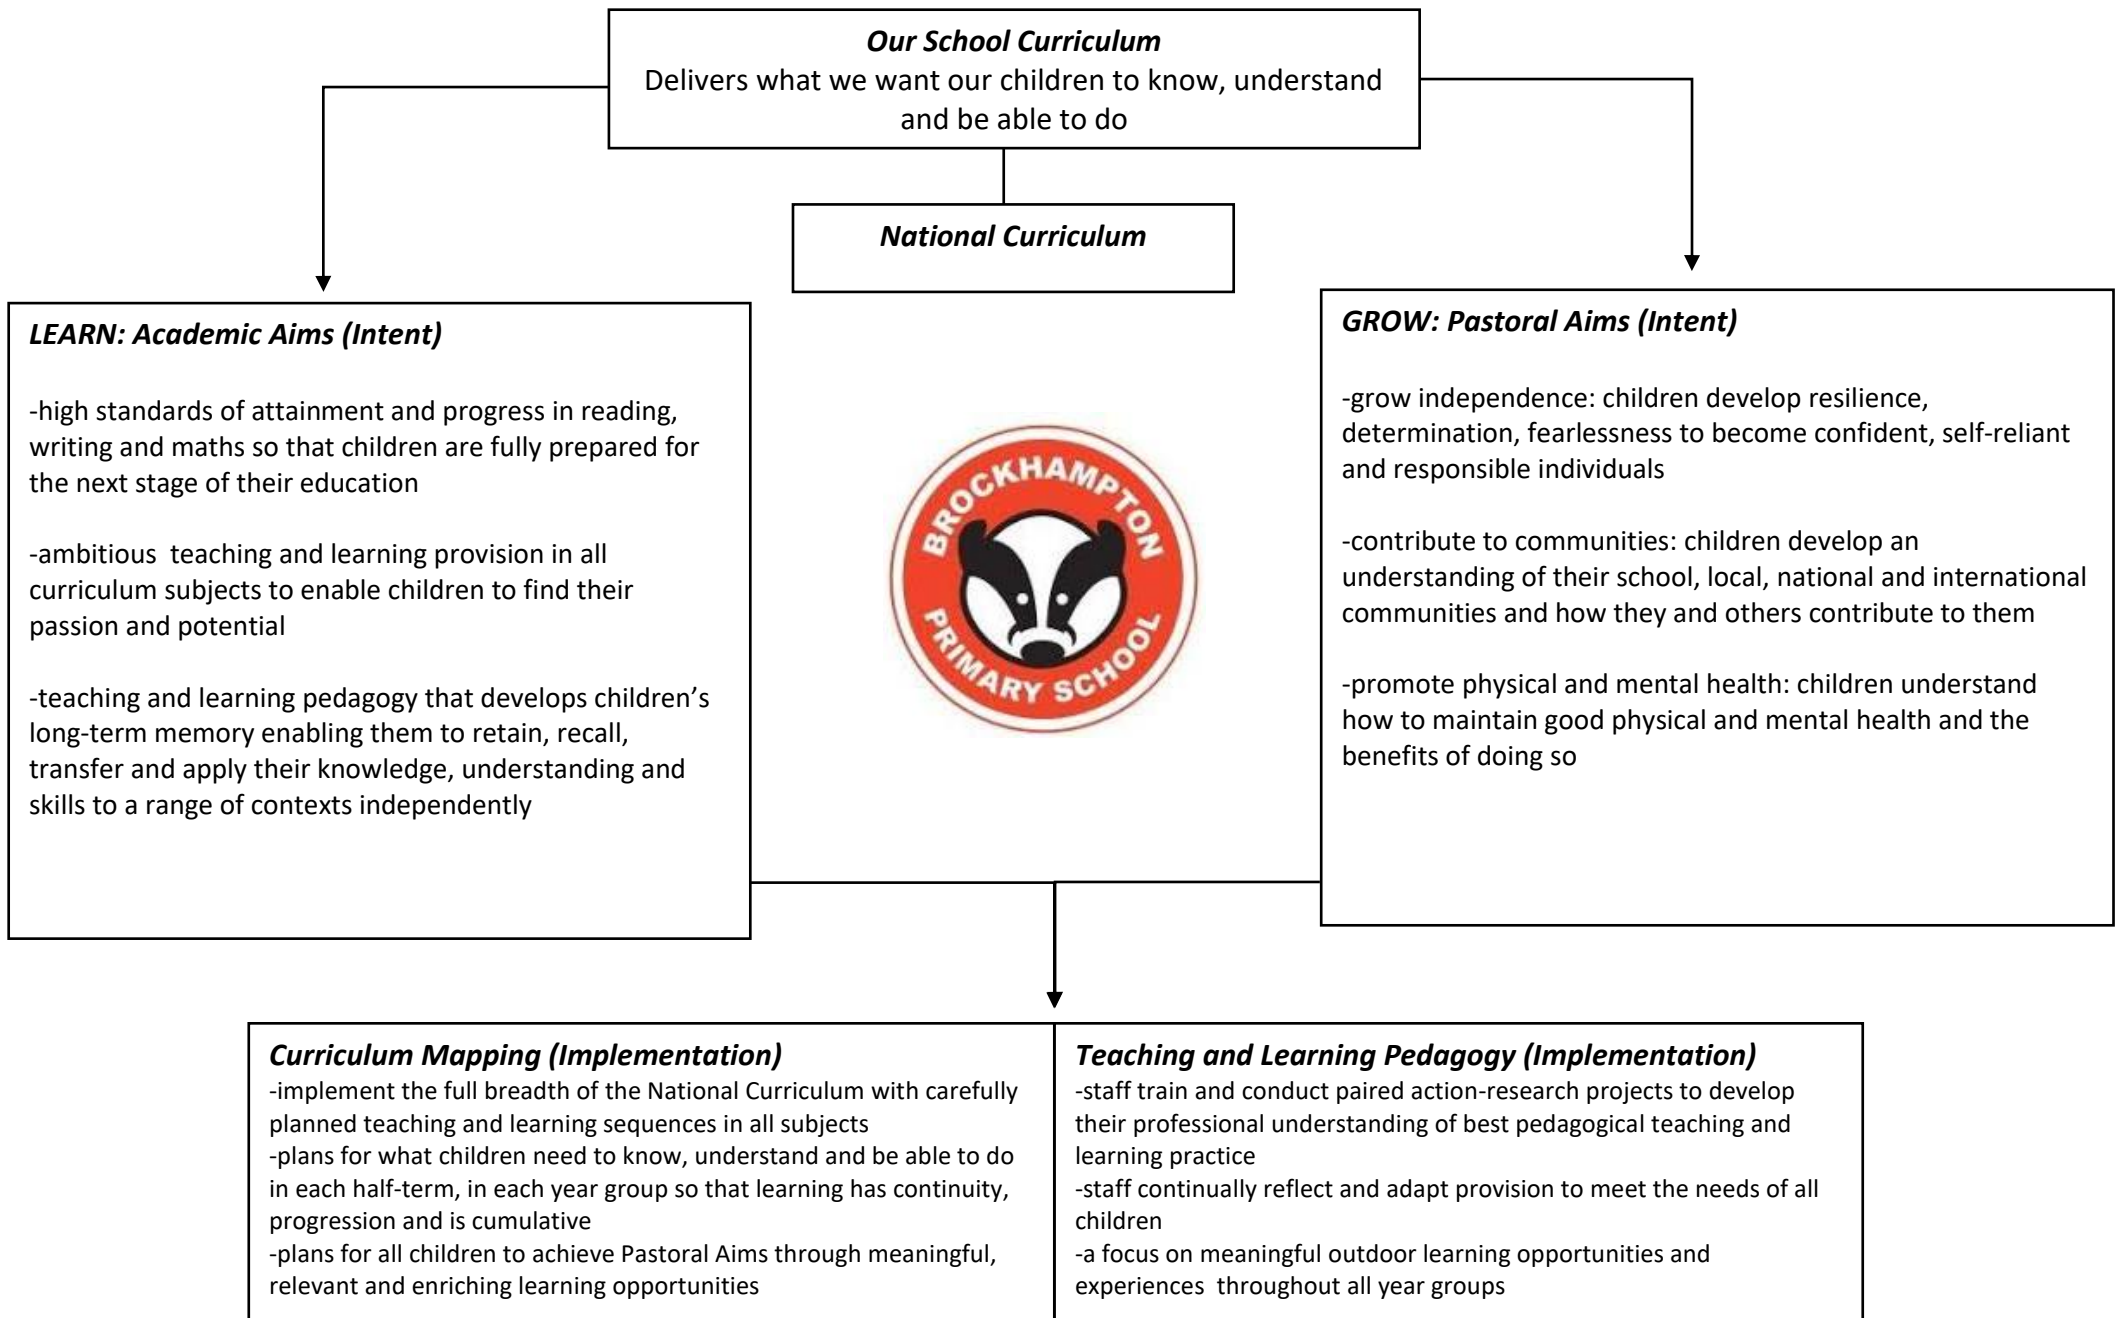 Our School Curriculum
Delivers what we want our children to know, understand
and be able to do
National Curriculum
LEARN: Academic Aims (Intent)
-high standards of attainment and progress in reading,
writing and maths so that children are fully prepared for
the next stage of their education
-ambitious  teaching and learning provision in all
curriculum subjects to enable children to find their
passion and potential
-teaching and learning pedagogy that develops children’s
long-term memory enabling them to retain, recall,
transfer and apply their knowledge, understanding and
skills to a range of contexts independently
BROCKHAMPTON
PRIMARY SCHOOL
GROW: Pastoral Aims (Intent)
-grow independence: children develop resilience,
determination, fearlessness to become confident, self-reliant
and responsible individuals
-contribute to communities: children develop an
understanding of their school, local, national and international
communities and how they and others contribute to them
-promote physical and mental health: children understand
how to maintain good physical and mental health and the
benefits of doing so
Curriculum Mapping (Implementation)
-implement the full breadth of the National Curriculum with carefully
planned teaching and learning sequences in all subjects
-plans for what children need to know, understand and be able to do
in each half-term, in each year group so that learning has continuity,
progression and is cumulative
-plans for all children to achieve Pastoral Aims through meaningful,
relevant and enriching learning opportunities
Teaching and Learning Pedagogy (Implementation)
-staff train and conduct paired action-research projects to develop
their professional understanding of best pedagogical teaching and
learning practice
-staff continually reflect and adapt provision to meet the needs of all
children
-a focus on meaningful outdoor learning opportunities and
experiences  throughout all year groups